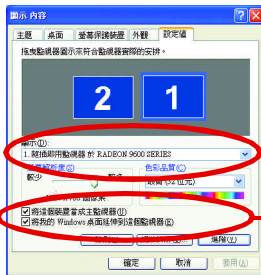 顯示 內容
主題 桌面 螢幕保護裝置 外觀 設定值
拖曳監視器圖示來符合監視器實際的安排。
2 1
顯示(D):
1. 隨插即用監視器 於 RADEON 9600 SERIES
色彩品質(C)
較少
最高 (32 位元)
將這個裝置當成主監視器(U)
將我的 Windows 桌面延伸到這個監視器(E)
進階(V)
確定 取消 套用(A)